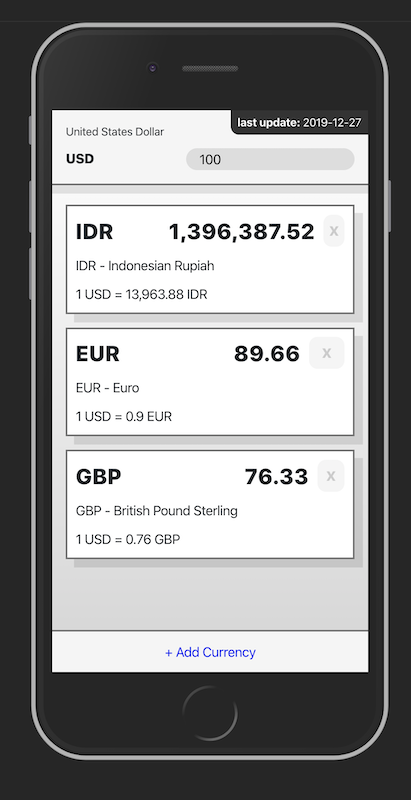 last update: 2019-12-27
United States Dollar
USD 100
IDR 1,396,387.52 X
IDR - Indonesian Rupiah
1 USD = 13,963.88 IDR
EUR 89.66 X
EUR - Euro
1 USD = 0.9 EUR
GBP 76.33 X
GBP - British Pound Sterling
1 USD = 0.76 GBP
+ Add Currency